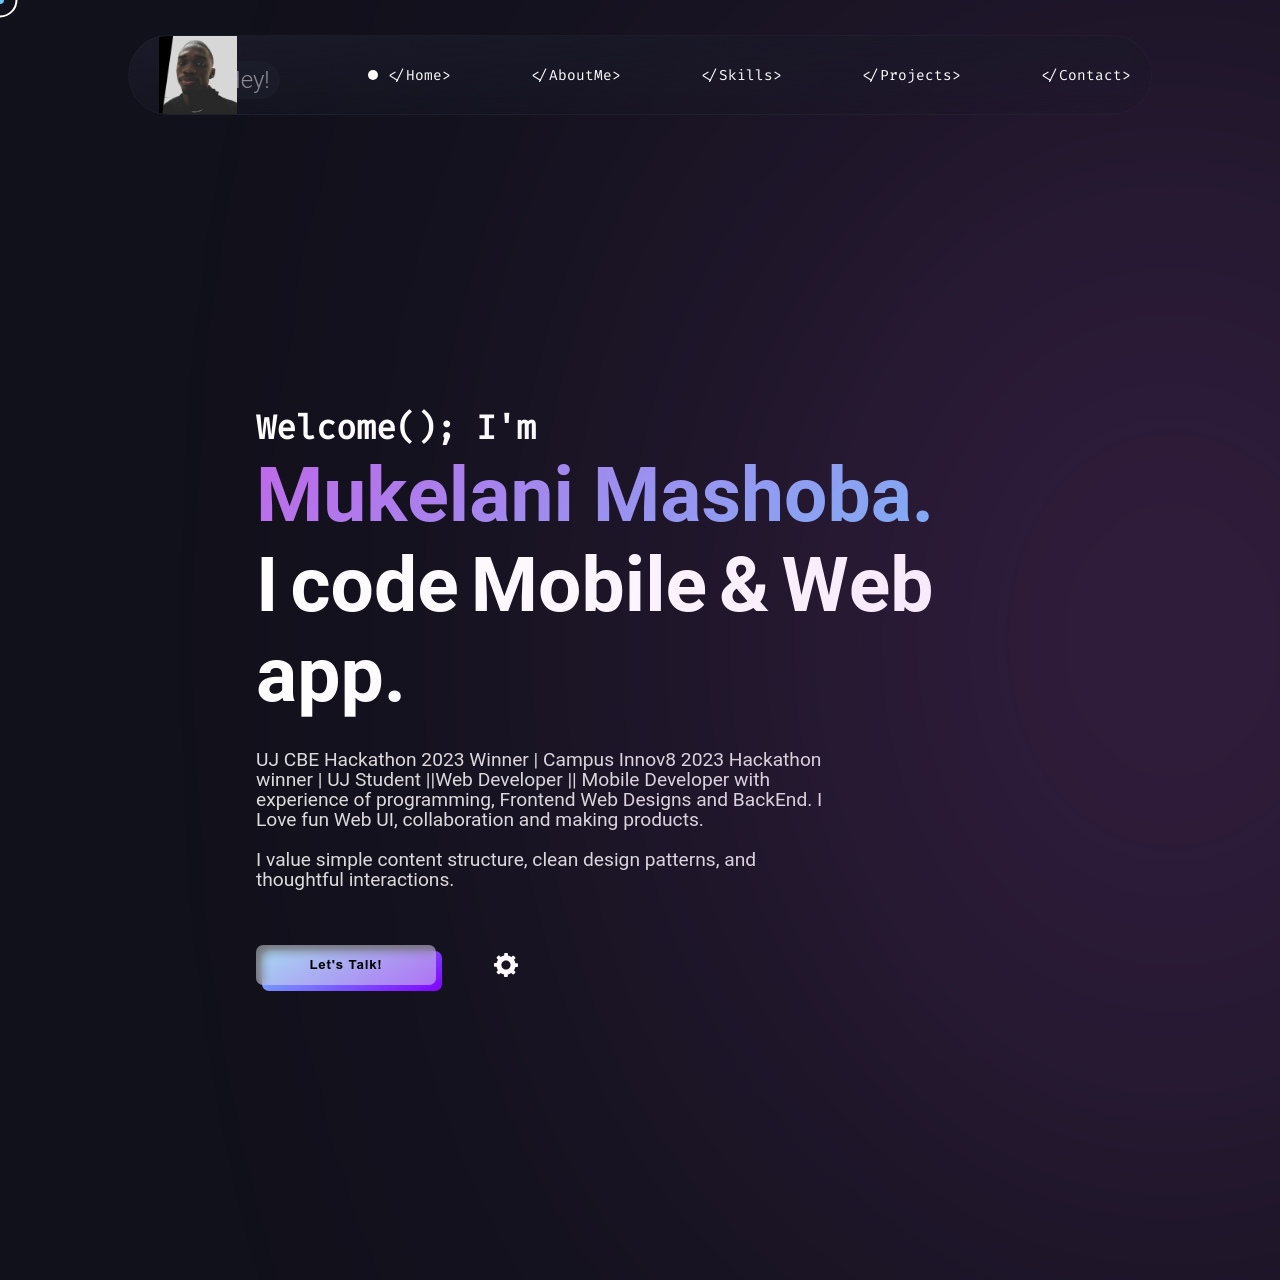 </Home>
</AboutMe>
</Skills>
</Projects>
</Contact>
Welcome(); I'm
Mukelani Mashoba.
I code Mobile & Web
app.
UJ CBE Hackathon 2023 Winner | Campus Innov8 2023 Hackathon
winner | UJ Student ||Web Developer || Mobile Developer with
experience of programming, Frontend Web Designs and BackEnd. I
Love fun Web UI, collaboration and making products.
I value simple content structure, clean design patterns, and
thoughtful interactions.
Let's Talk!